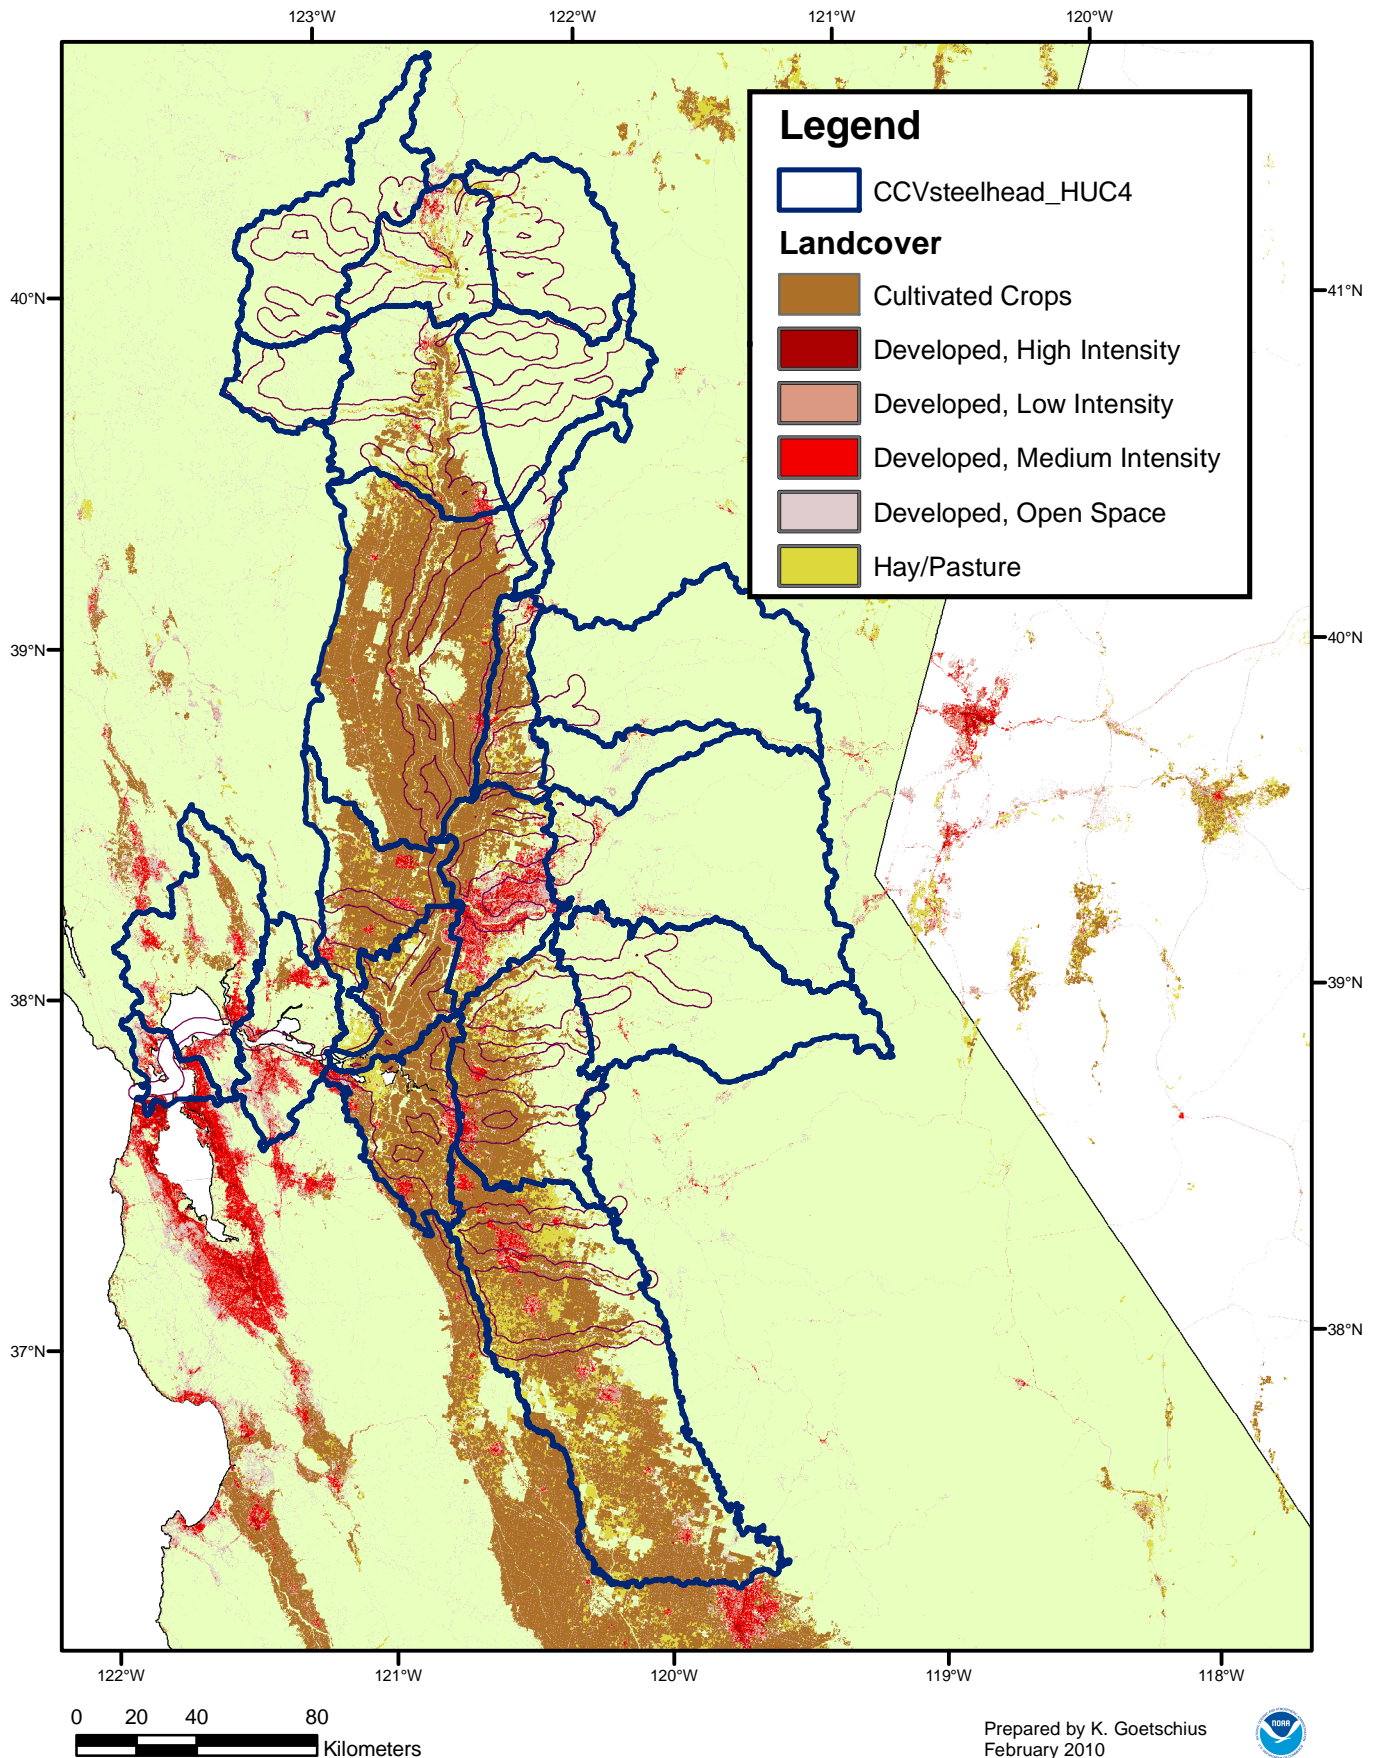 123°W
122°W
121°W
120°W
Legend
CCVsteelhead_HUC4
Landcover
Cultivated Crops
Developed, High Intensity
Developed, Low Intensity
Developed, Medium Intensity
Developed, Open Space
Hay/Pasture
40°N
41°N
39°N
40°N
38°N
39°N
37°N
38°N
122°W
121°W
120°W
119°W
118°W
0 20 40 80
Kilometers
Prepared by K. Goetschius
February 2010
NOAA